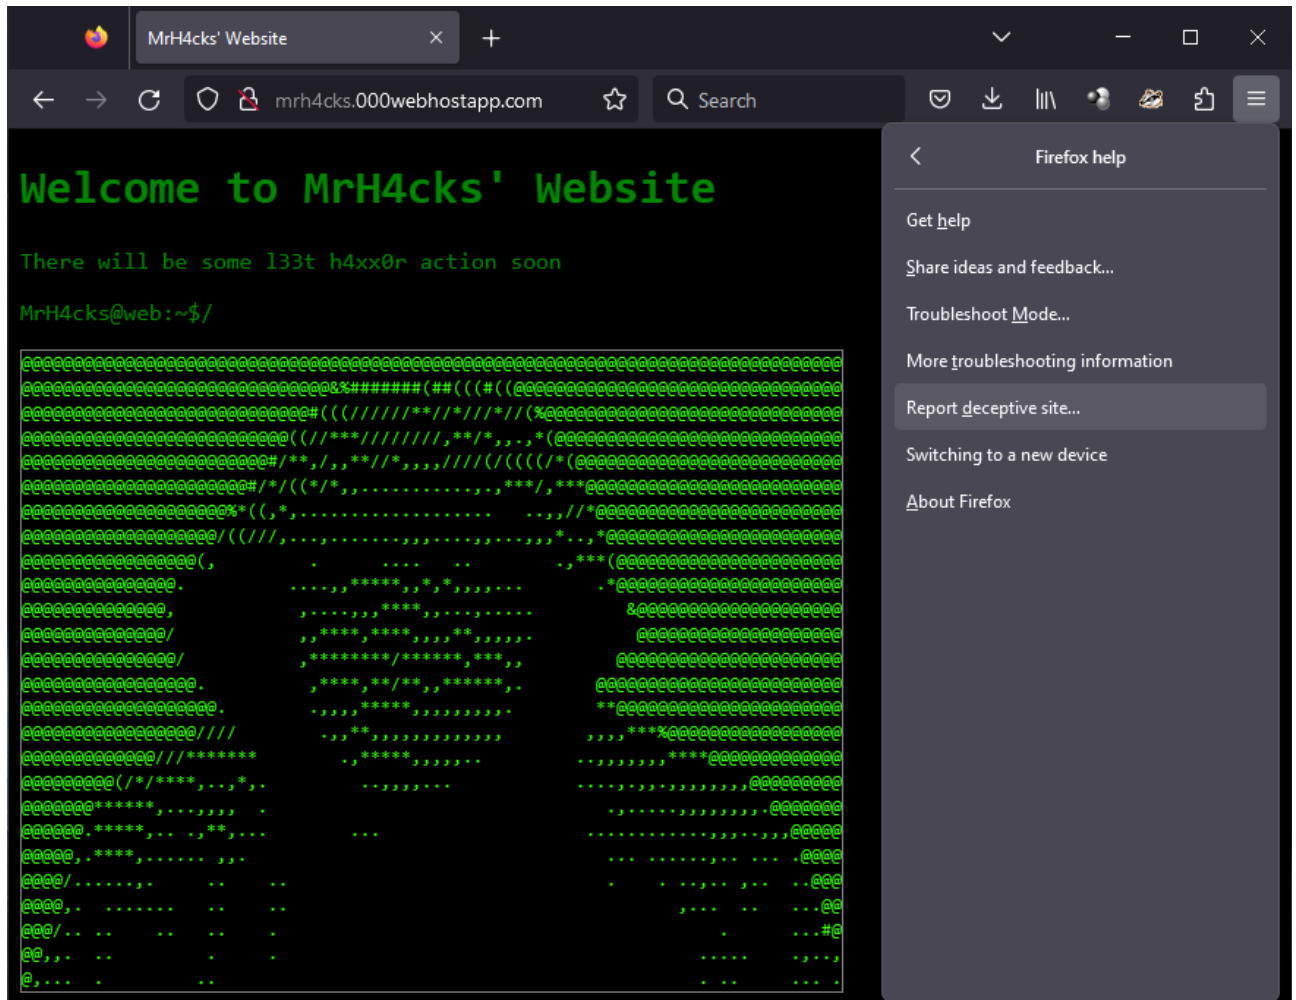 MrH4cks' Website
mrh4cks.000webhostapp.com
Search
Welcome to MrH4cks' Website
There will be some l33t h4xx0r action soon
MrH4cks@web:~$/
Firefox help
Get help
Share ideas and feedback...
Troubleshoot Mode...
More troubleshooting information
Report deceptive site...
Switching to a new device
About Firefox